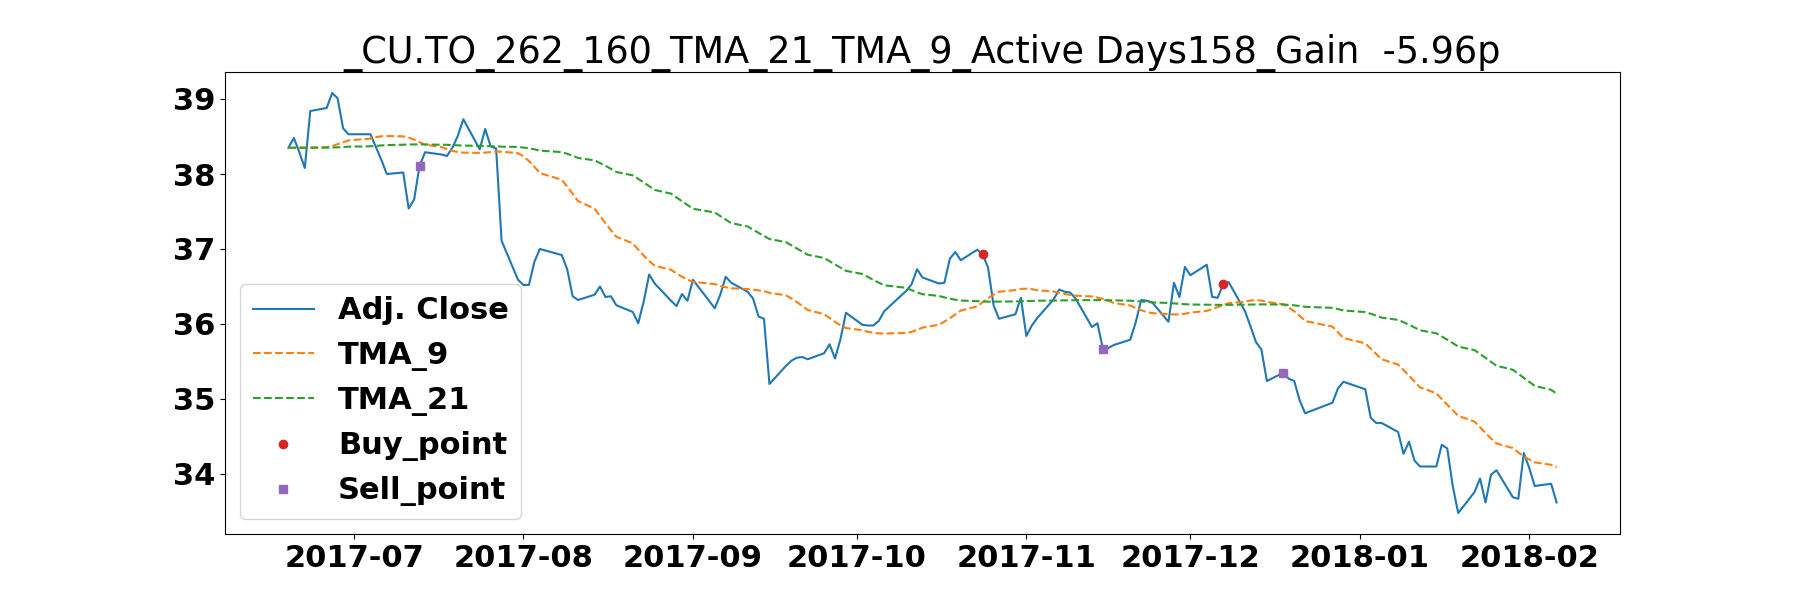 _CU.TO_262_160_TMA_21_TMA_9_Active Days158_Gain  -5.96p
39
38
37
36
35
34
Adj. Close
TMA_9
TMA_21
Buy_point
Sell_point
2017-07 2017-08 2017-09 2017-10 2017-11 2017-12 2018-01 2018-02